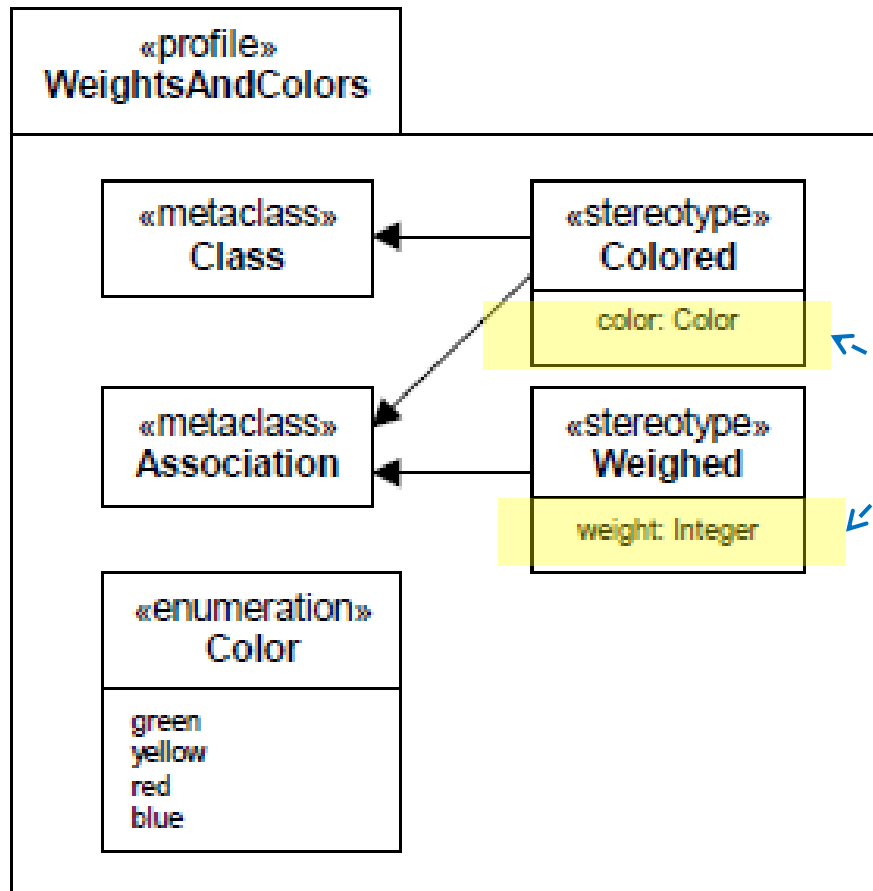 «profile»
WeightsAndColors
«metaclass»
Class
«stereotype»
Colored
color: Color
«metaclass»
Association
«stereotype»
Weighed
weight: Integer
«enumeration»
Color
green
yellow
red
blue